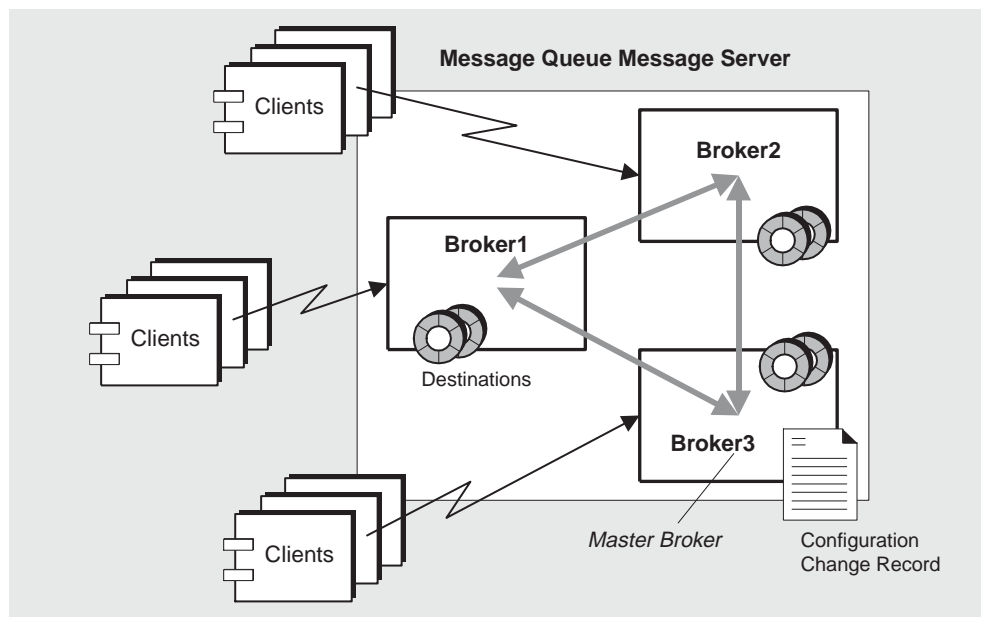 Message Queue Message Server
Clients
Broker2
Broker1
Clients
Destinations
Broker3
Clients
Master Broker
Configuration
Change Record